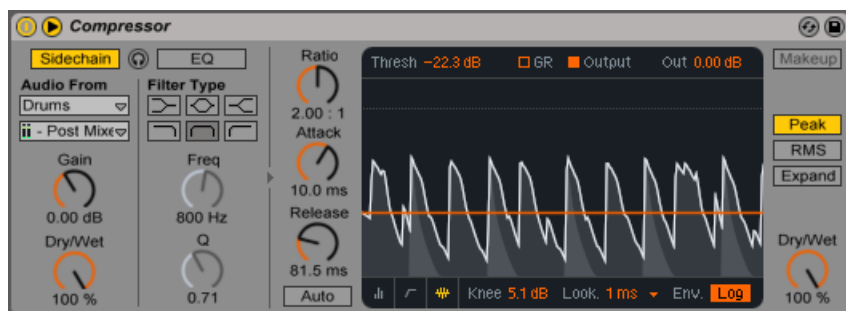 Compressor
Sidechain EQ
Audio From
Drums
ii - Post Mixe
Gain
0.00 dB
Dry/Wet
100 %
Filter Type
Freq
800 Hz
Q
0.71
Ratio
2.00 : 1
Attack
10.0 ms
Release
81.5 ms
Auto
Thresh -22.3 dB GR Output Out 0.00 dB
Knee 5.1 dB Look. 1 ms Env. Log
Makeup
Peak
RMS
Expand
Dry/Wet
100 %